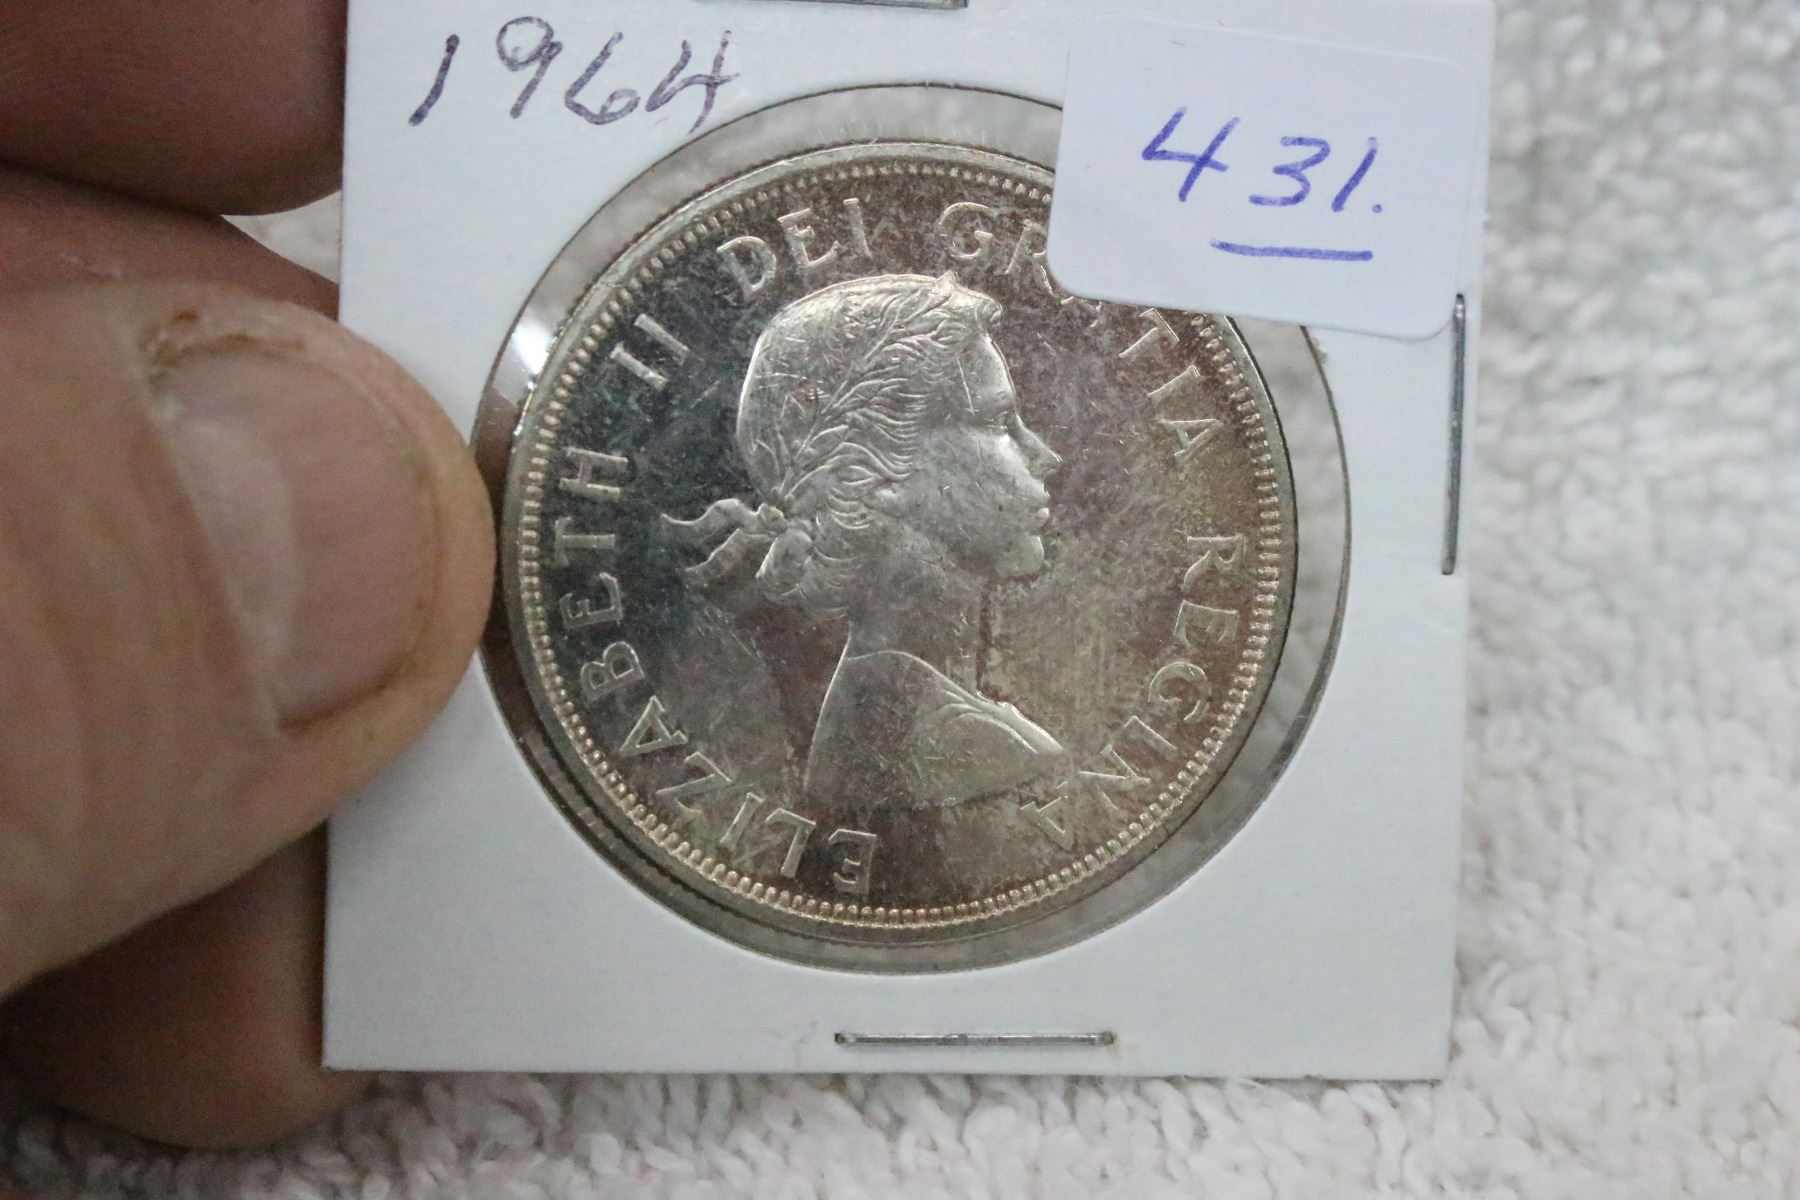 1964
431.
ELIZABETH II DEI GRATIA REGINA